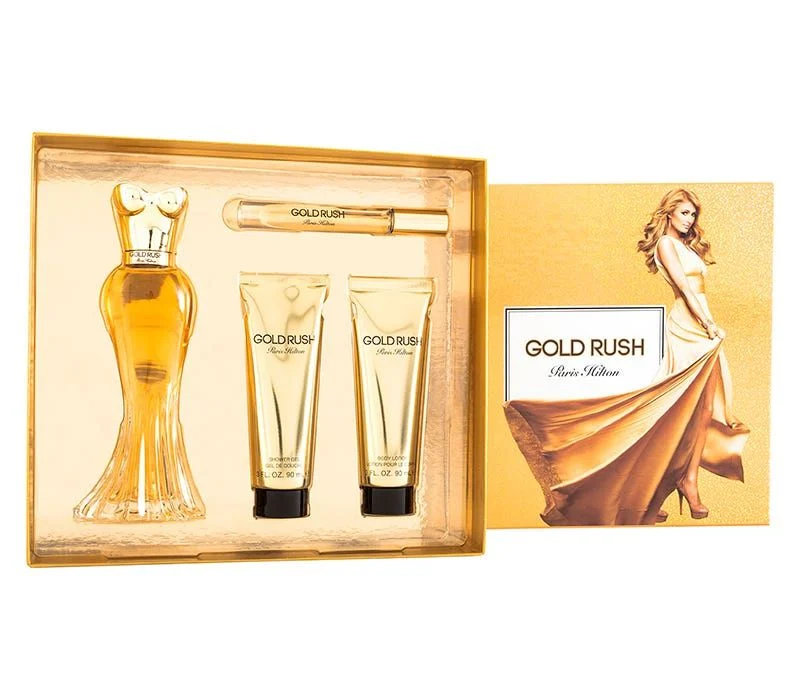 GOLD RUSH
Paris Hilton
GOLD RUSH
Paris Hilton
GOLD RUSH
Paris Hilton
SHOWER GEL
GEL DE DOUCHE
3 FL. OZ. 90 mL
GOLD RUSH
Paris Hilton
BODY LOTION
LOTION POUR LE
FL. OZ. 90 mL
GOLD RUSH
Paris Hilton